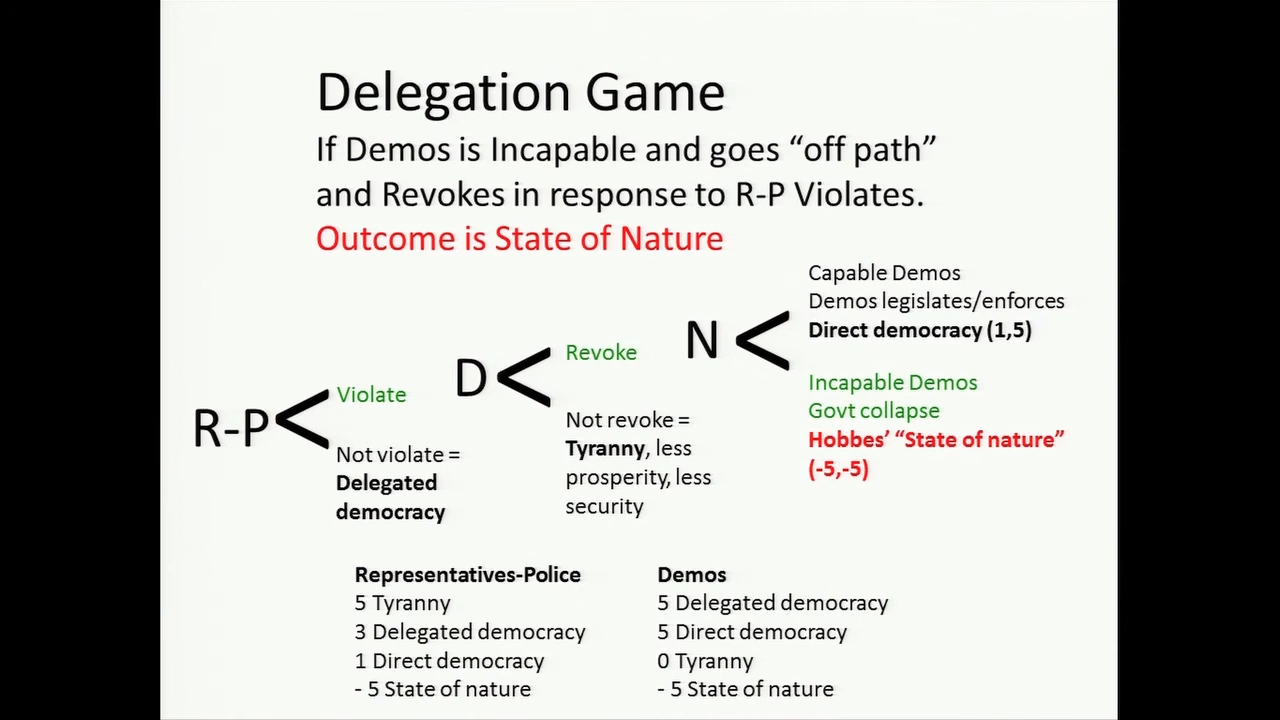 Delegation Game
If Demos is Incapable and goes “off path”
and Revokes in response to R-P Violates.
Outcome is State of Nature
R-P
Violate
Not violate =
Delegated
democracy
D
Revoke
Not revoke =
Tyranny, less
prosperity, less
security
N
Capable Demos
Demos legislates/enforces
Direct democracy (1,5)
Incapable Demos
Govt collapse
Hobbes’ “State of nature”
(-5,-5)
Representatives-Police
5 Tyranny
3 Delegated democracy
1 Direct democracy
- 5 State of nature
Demos
5 Delegated democracy
5 Direct democracy
0 Tyranny
- 5 State of nature